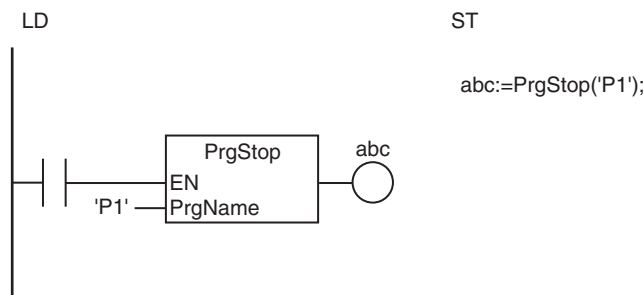 LD
ST
abc:=PrgStop('P1');
PrgStop
abc
EN
'P1'
PrgName